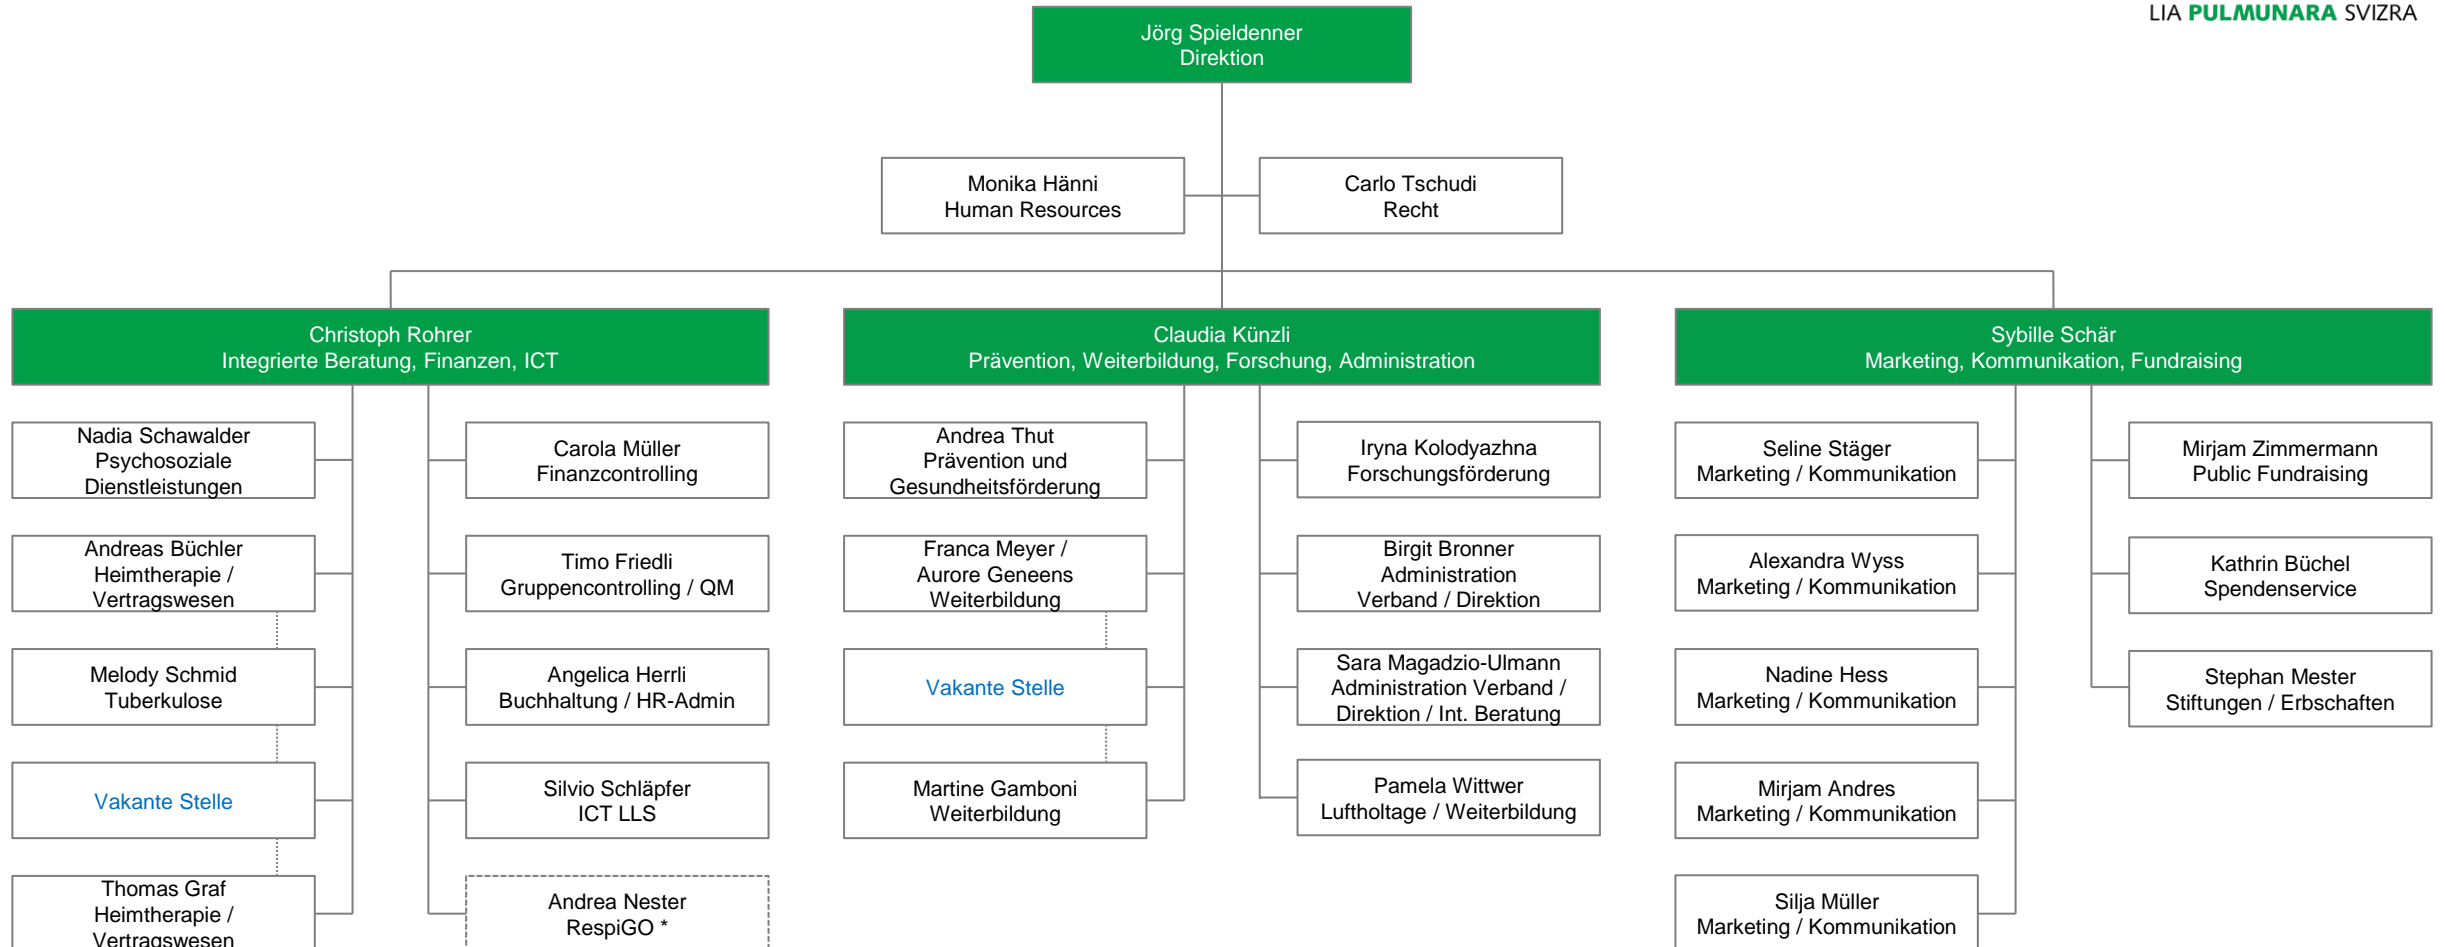 LIA PULMUNARA SVIZRA
Jörg Spieldenner
Direktion
Monika Hänni
Human Resources
Carlo Tschudi
Recht
Christoph Rohrer
Integrierte Beratung, Finanzen, ICT
Nadia Schawalder
Psychosoziale
Dienstleistungen
Andreas Büchler
Heimtherapie /
Vertragswesen
Melody Schmid
Tuberkulose
Vakante Stelle
Thomas Graf
Heimtherapie /
Vertragswesen
Carola Müller
Finanzcontrolling
Timo Friedli
Gruppencontrolling / QM
Angelica Herrli
Buchhaltung / HR-Admin
Silvio Schläpfer
ICT LLS
Andrea Nester
RespiGO *
Claudia Künzli
Prävention, Weiterbildung, Forschung, Administration
Andrea Thut
Prävention und
Gesundheitsförderung
Franca Meyer /
Aurore Geneens
Weiterbildung
Vakante Stelle
Martine Gamboni
Weiterbildung
Iryna Kolodyazhna
Forschungsförderung
Birgit Bronner
Administration
Verband / Direktion
Sara Magadzio-Ulmann
Administration Verband /
Direktion / Int. Beratung
Pamela Wittwer
Luftholtage / Weiterbildung
Sybille Schär
Marketing, Kommunikation, Fundraising
Seline Stäger
Marketing / Kommunikation
Alexandra Wyss
Marketing / Kommunikation
Nadine Hess
Marketing / Kommunikation
Mirjam Andres
Marketing / Kommunikation
Silja Müller
Marketing / Kommunikation
Mirjam Zimmermann
Public Fundraising
Kathrin Büchel
Spendenservice
Stephan Mester
Stiftungen / Erbschaften